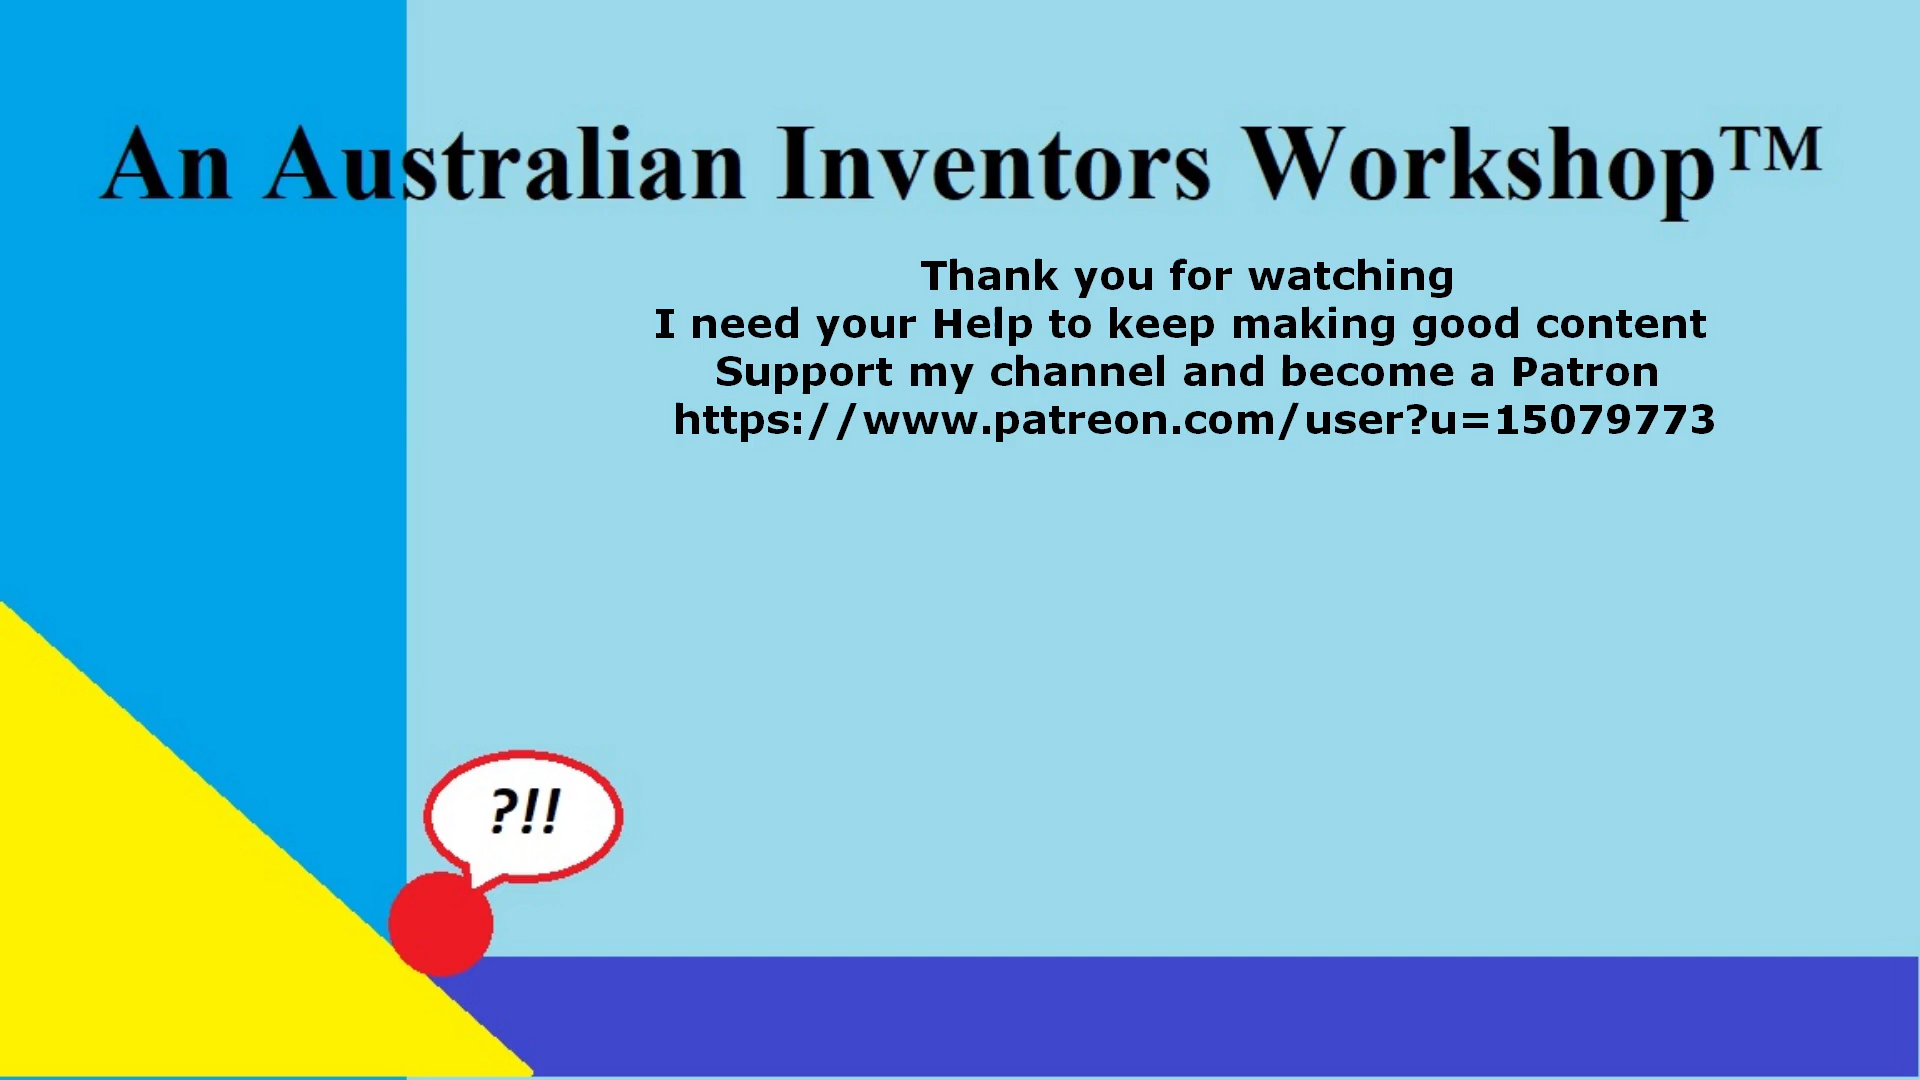 An Australian Inventors Workshop™
Thank you for watching
I need your Help to keep making good content
Support my channel and become a Patron
https://www.patreon.com/user?u=15079773
?!!